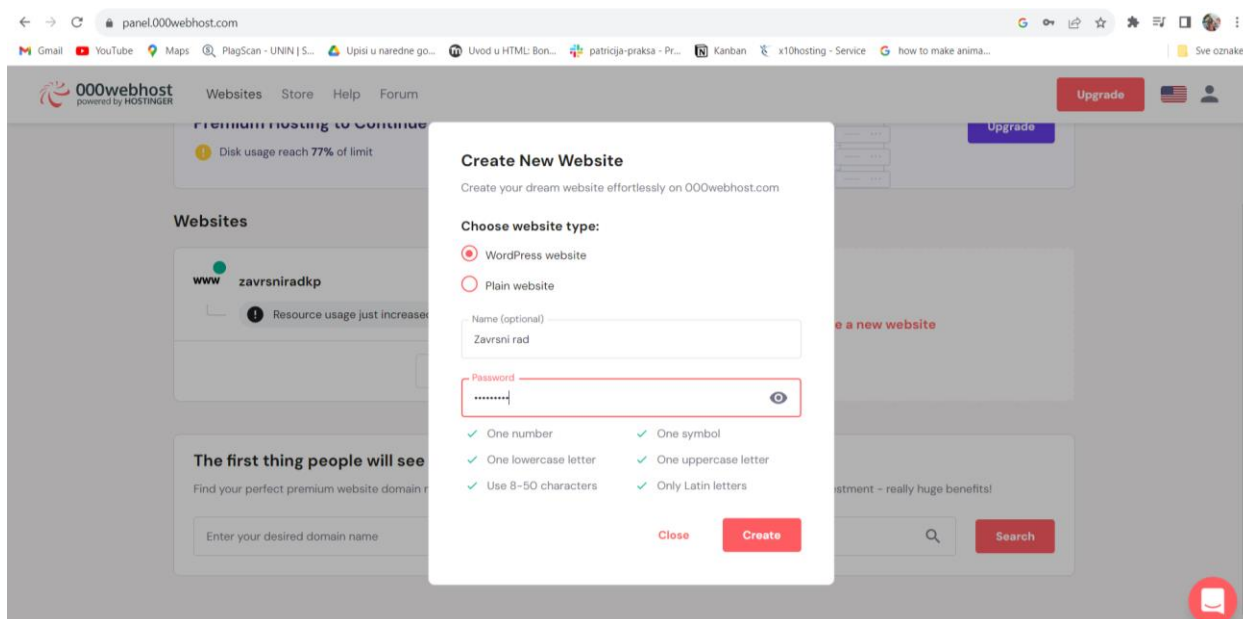 panel.000webhost.com
Gmail YouTube Maps PlagScan - UNIN | S... Upisi u naredne go... Uvod u HTML: Bon... patricija-praksa - Pr... Kanban x10hosting - Service how to make anima... Sve oznake
000webhost
powered by HOSTINGER
Websites Store Help Forum Upgrade
Premium Hosting to Continue
Upgrade
Disk usage reach 77% of limit
Websites
www zavrsniradkp
Resource usage just increased
e a new website
The first thing people will see
Find your perfect premium website domain estment - really huge benefits!
Enter your desired domain name Search
Create New Website
Create your dream website effortlessly on 000webhost.com
Choose website type:
WordPress website
Plain website
Name (optional)
Zavrsni rad
Password
•••••••••
One number One symbol
One lowercase letter One uppercase letter
Use 8-50 characters Only Latin letters
Close Create